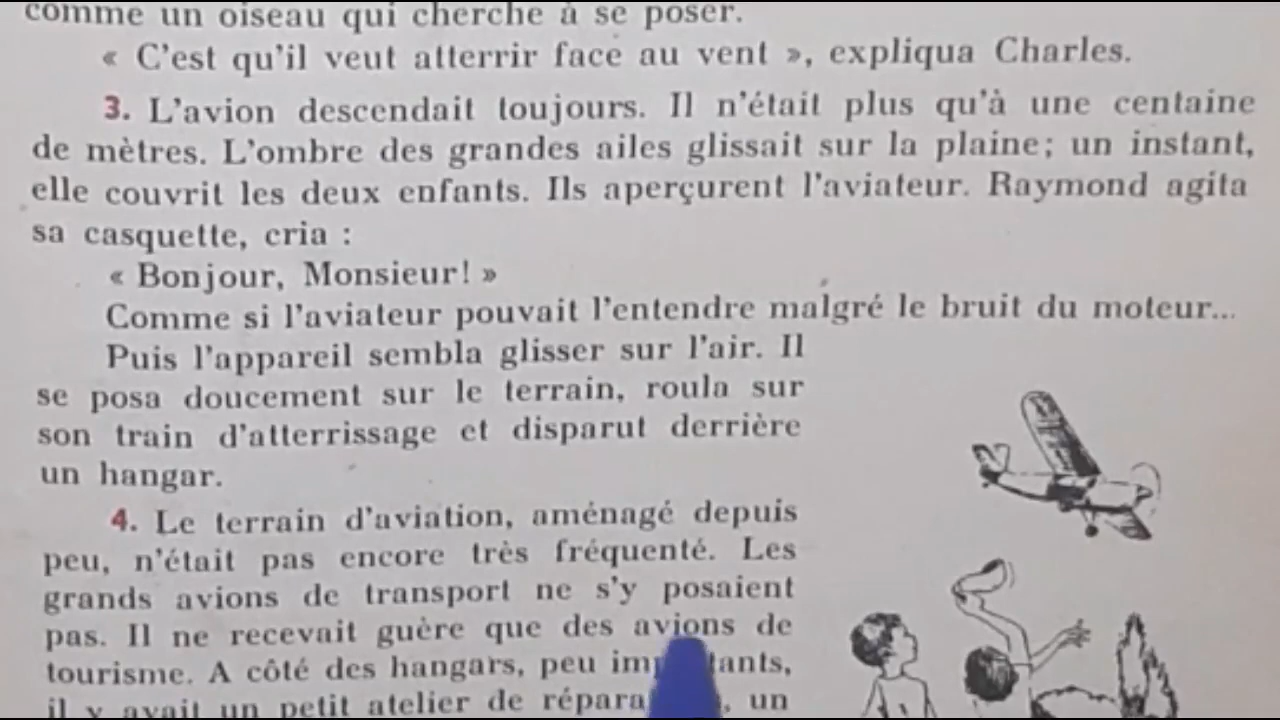 comme un oiseau qui cherche à se poser.
« C'est qu'il veut atterrir face au vent », expliqua Charles.
3. L'avion descendait toujours. Il n'était plus qu'à une centaine
de mètres. L'ombre des grandes ailes glissait sur la plaine; un instant,
elle couvrit les deux enfants. Ils aperçurent l'aviateur. Raymond agita
sa casquette, cria :
« Bonjour, Monsieur! »
Comme si l'aviateur pouvait l'entendre malgré le bruit du moteur...
Puis l'appareil sembla glisser sur l'air. Il
se posa doucement sur le terrain, roula sur
son train d'atterrissage et disparut derrière
un hangar.
4. Le terrain d'aviation, aménagé depuis
peu, n'était pas encore très fréquenté. Les
grands avions de transport ne s'y posaient
pas. Il ne recevait guère que des avions de
tourisme. A côté des hangars, peu
il y avait un petit atelier de un